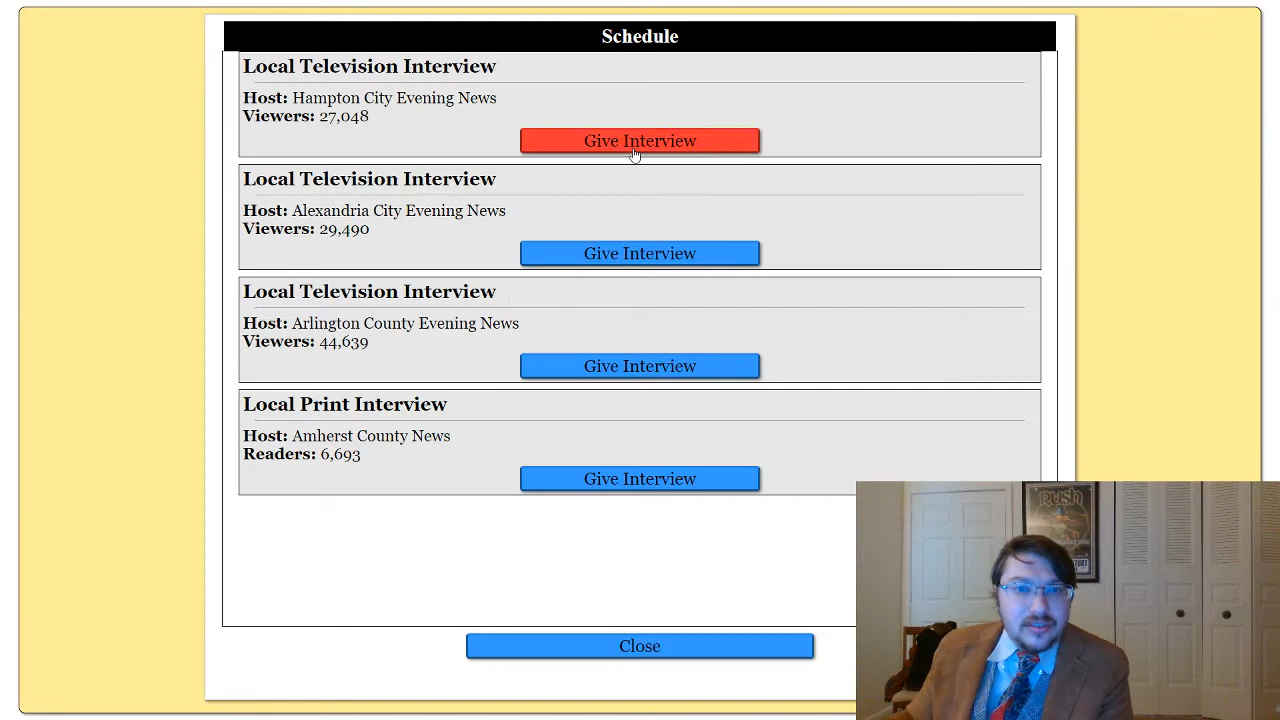 Schedule
Local Television Interview
Host: Hampton City Evening News
Viewers: 27,048
Give Interview
Local Television Interview
Host: Alexandria City Evening News
Viewers: 29,490
Give Interview
Local Television Interview
Host: Arlington County Evening News
Viewers: 44,639
Give Interview
Local Print Interview
Host: Amherst County News
Readers: 6,693
Give Interview
Rush
Close